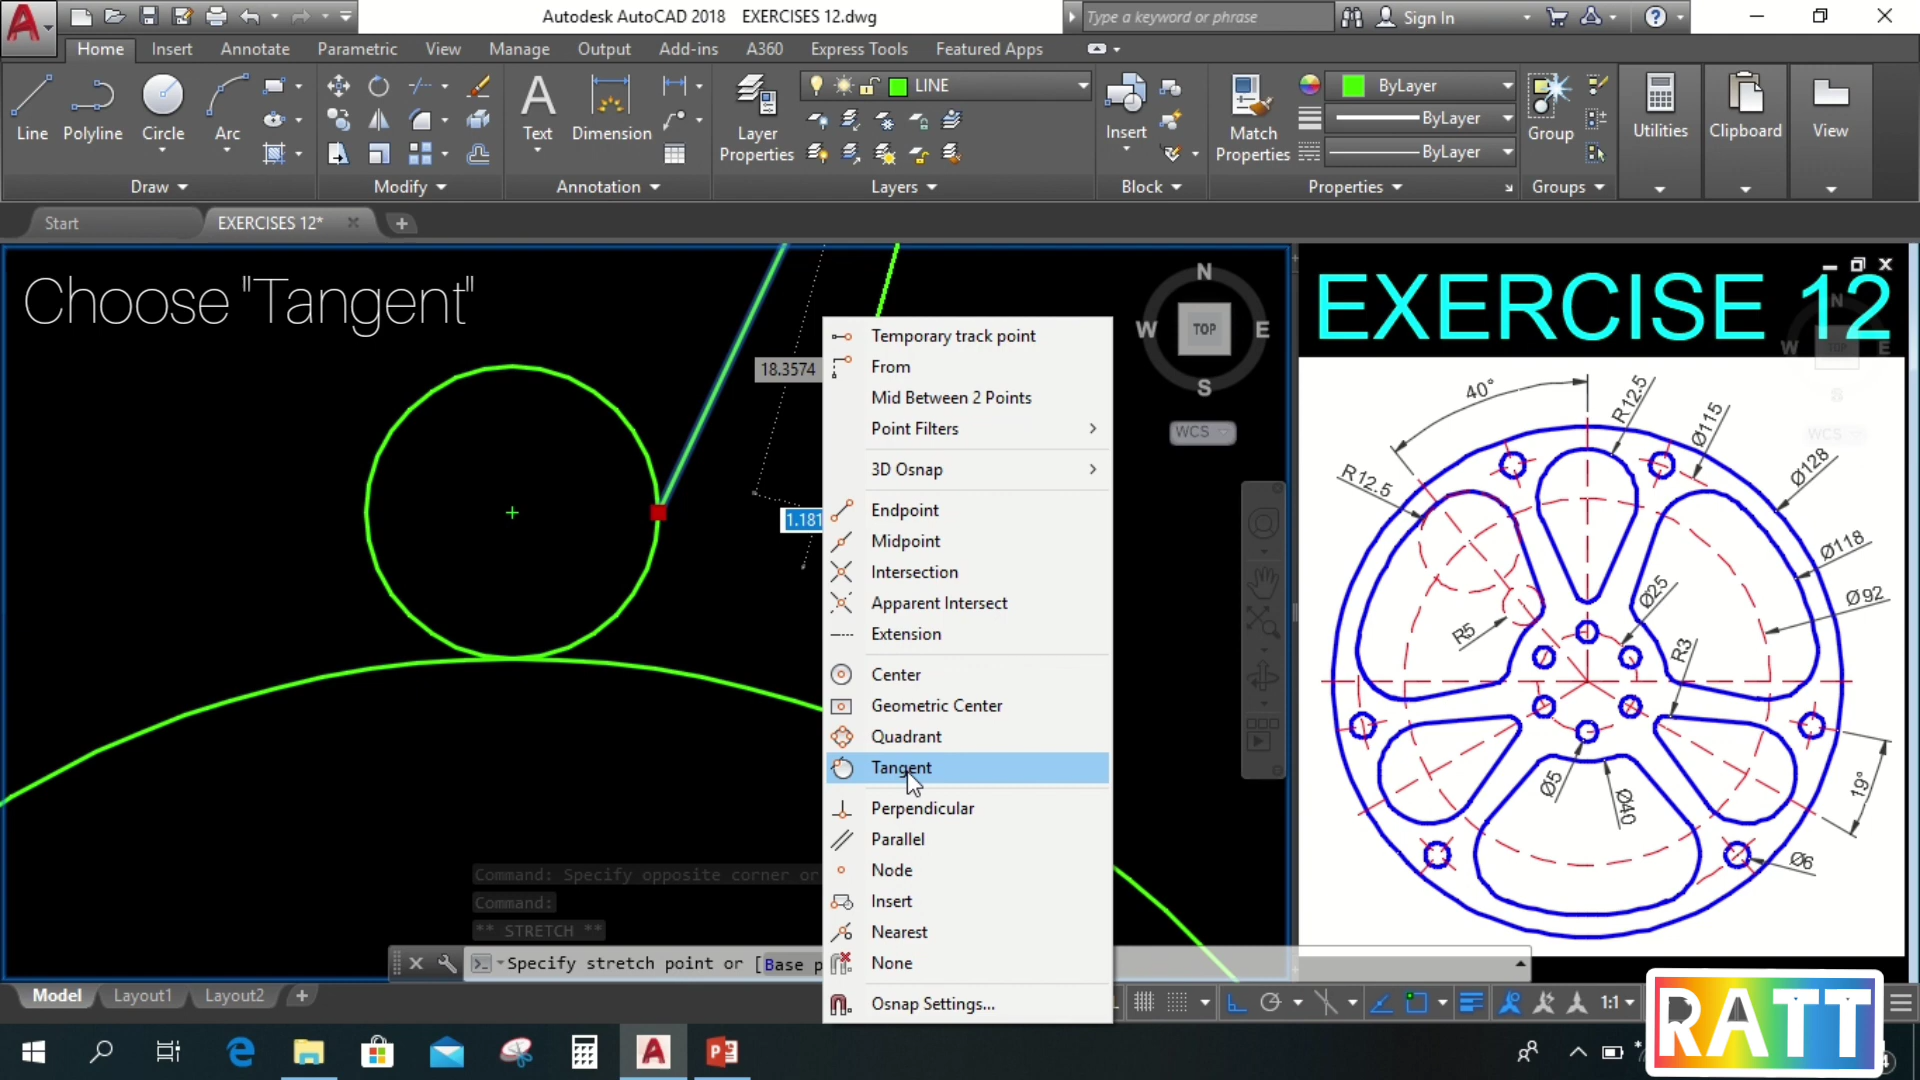 Autodesk AutoCAD 2018 EXERCISES 12.dwg
Type a keyword or phrase
Sign In
Home Insert Annotate Parametric View Manage Output Add-ins A360 Express Tools Featured Apps
Line Polyline Circle Arc
Text Dimension
Layer Properties
LINE
Insert
Match Properties
ByLayer
ByLayer
ByLayer
Group
Utilities Clipboard View
Draw Modify Annotation Layers Block Properties Groups
Start EXERCISES 12*
Choose "Tangent"
18.3574
1.181
N
W TOP E
S
WCS
Temporary track point
From
Mid Between 2 Points
Point Filters
3D Osnap
Endpoint
Midpoint
Intersection
Apparent Intersect
Extension
Center
Geometric Center
Quadrant
Tangent
Perpendicular
Parallel
Node
Insert
Nearest
None
Osnap Settings...
Command: Specify opposite corner or
Command:
** STRETCH **
Specify stretch point or [Base p
Model Layout1 Layout2
1:1
EXERCISE 12
N
W TOP E
S
WCS
40°
R12.5
Ø115
Ø128
R12.5
Ø118
Ø92
Ø25
R5
R3
19°
Ø5
Ø40
Ø6
RATT